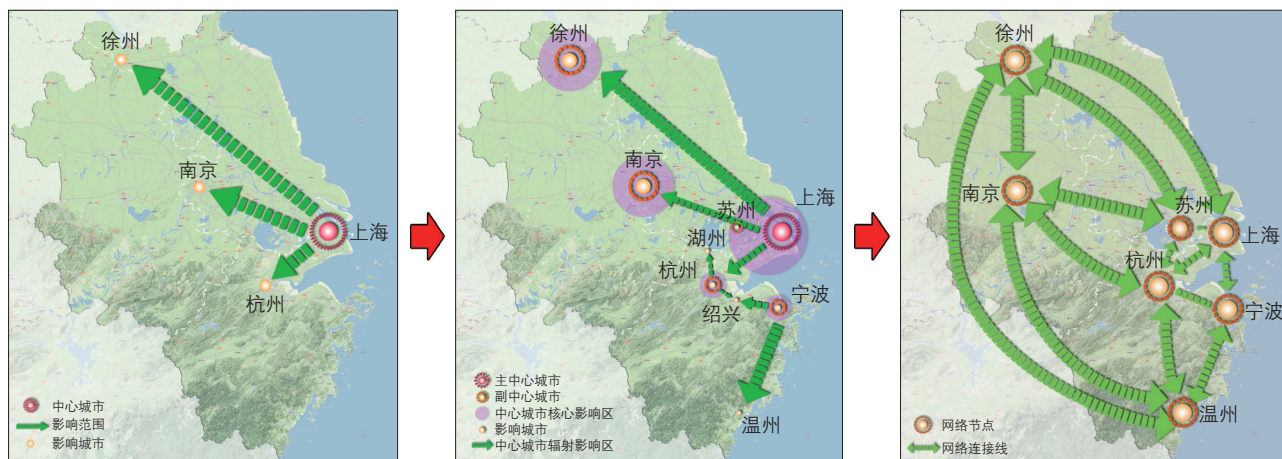 徐州
南京
上海
杭州
中心城市
影响范围
影响城市
徐州
南京
上海
苏州
湖州
杭州
宁波
绍兴
主中心城市
副中心城市
中心城市核心影响区
影响城市
中心城市辐射影响区
温州
徐州
南京
苏州
上海
杭州
宁波
温州
网络节点
网络连接线